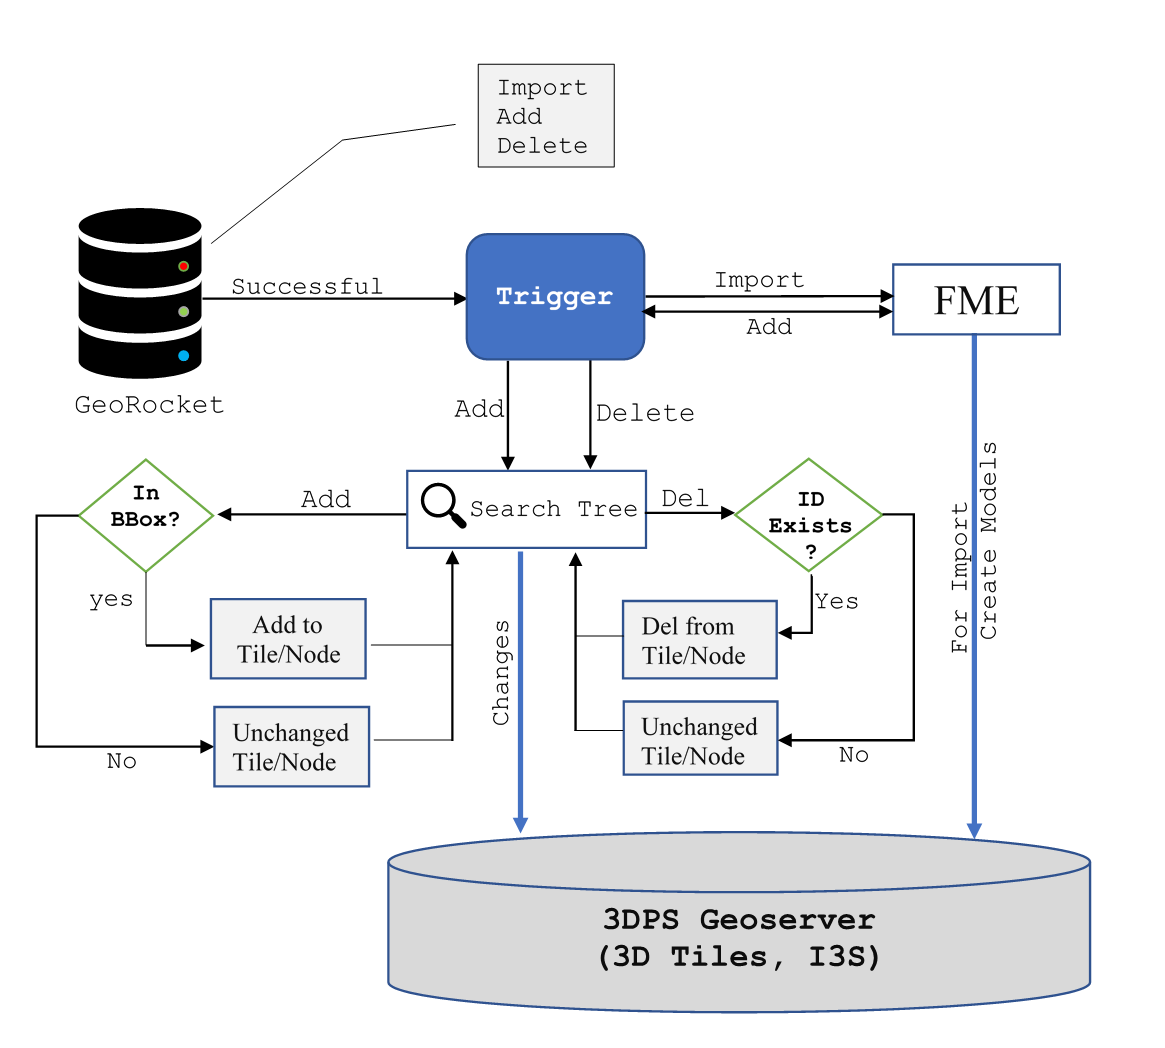 Import
Add
Delete
Successful
Trigger
Import
Add
FME
GeoRocket
Add
Delete
In
BBox?
Add
Search Tree
Del
ID
Exists
?
For Import
Create Models
yes
Add to
Tile/Node
Changes
Del from
Tile/Node
Yes
Unchanged
Tile/Node
No
Unchanged
Tile/Node
No
3DPS Geoserver
(3D Tiles, I3S)